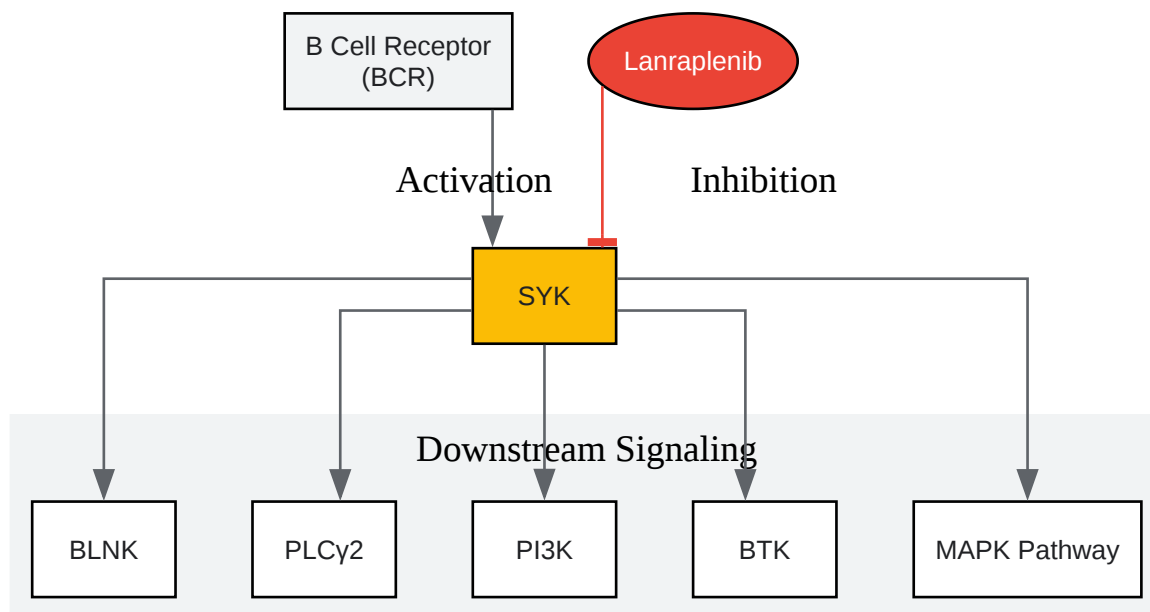 B Cell Receptor
(BCR)
Lanraplenib
Activation
Inhibition
SYK
Downstream Signaling
BLNK
PLCγ2
PI3K
BTK
MAPK Pathway